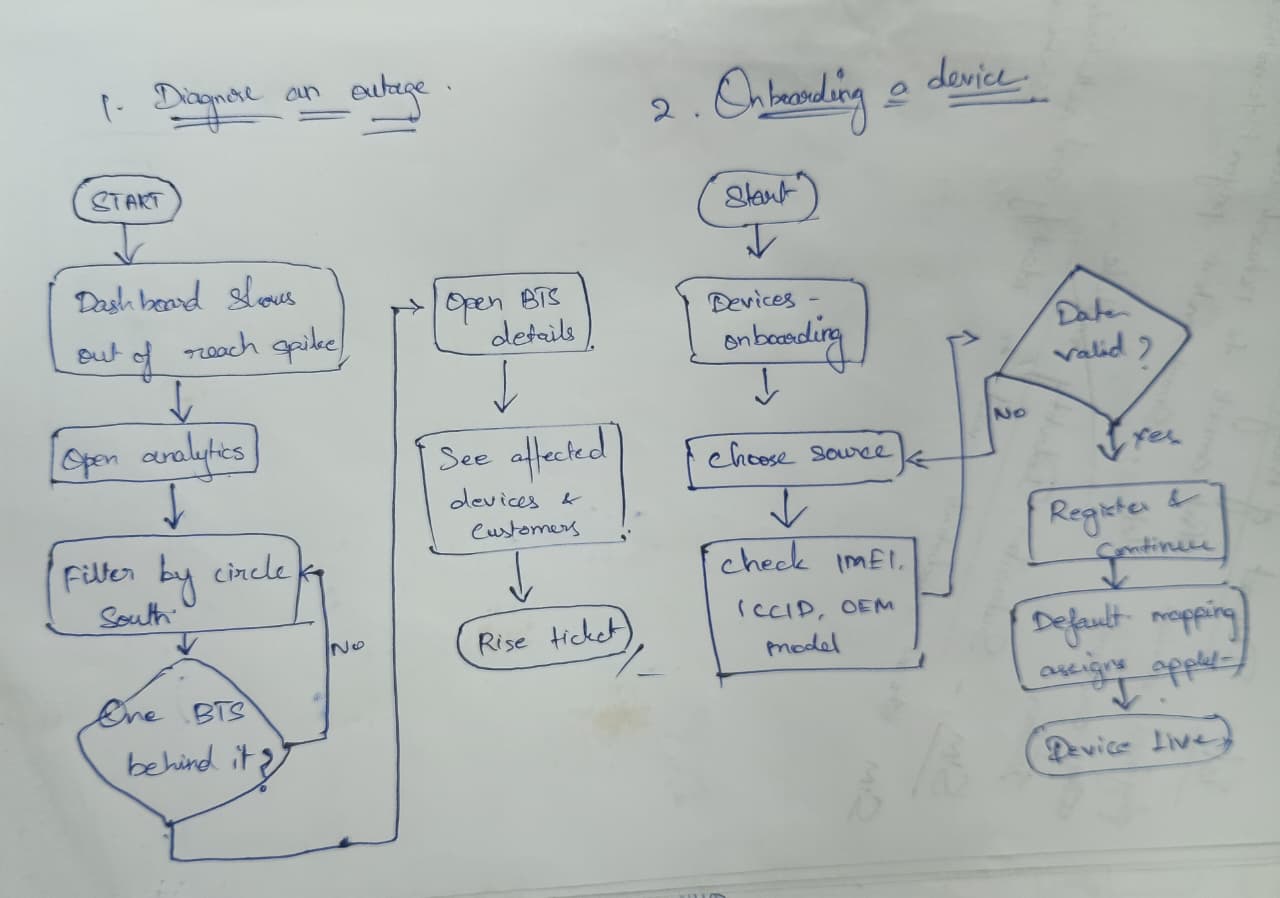 1. Diagnose an outage.
START
Dashboard shows
out of reach spike
Open analytics
Filter by circle
South
One BTS
behind it?
No
Open BTS
details
See affected
devices &
customers
Rise ticket
2. Onboarding a device
Start
Devices -
onboarding
choose source
check IMEI,
ICCID, OEM
model
Data
valid?
No
Yes
Register &
Continue
Default mapping
assigns applet
Device Live